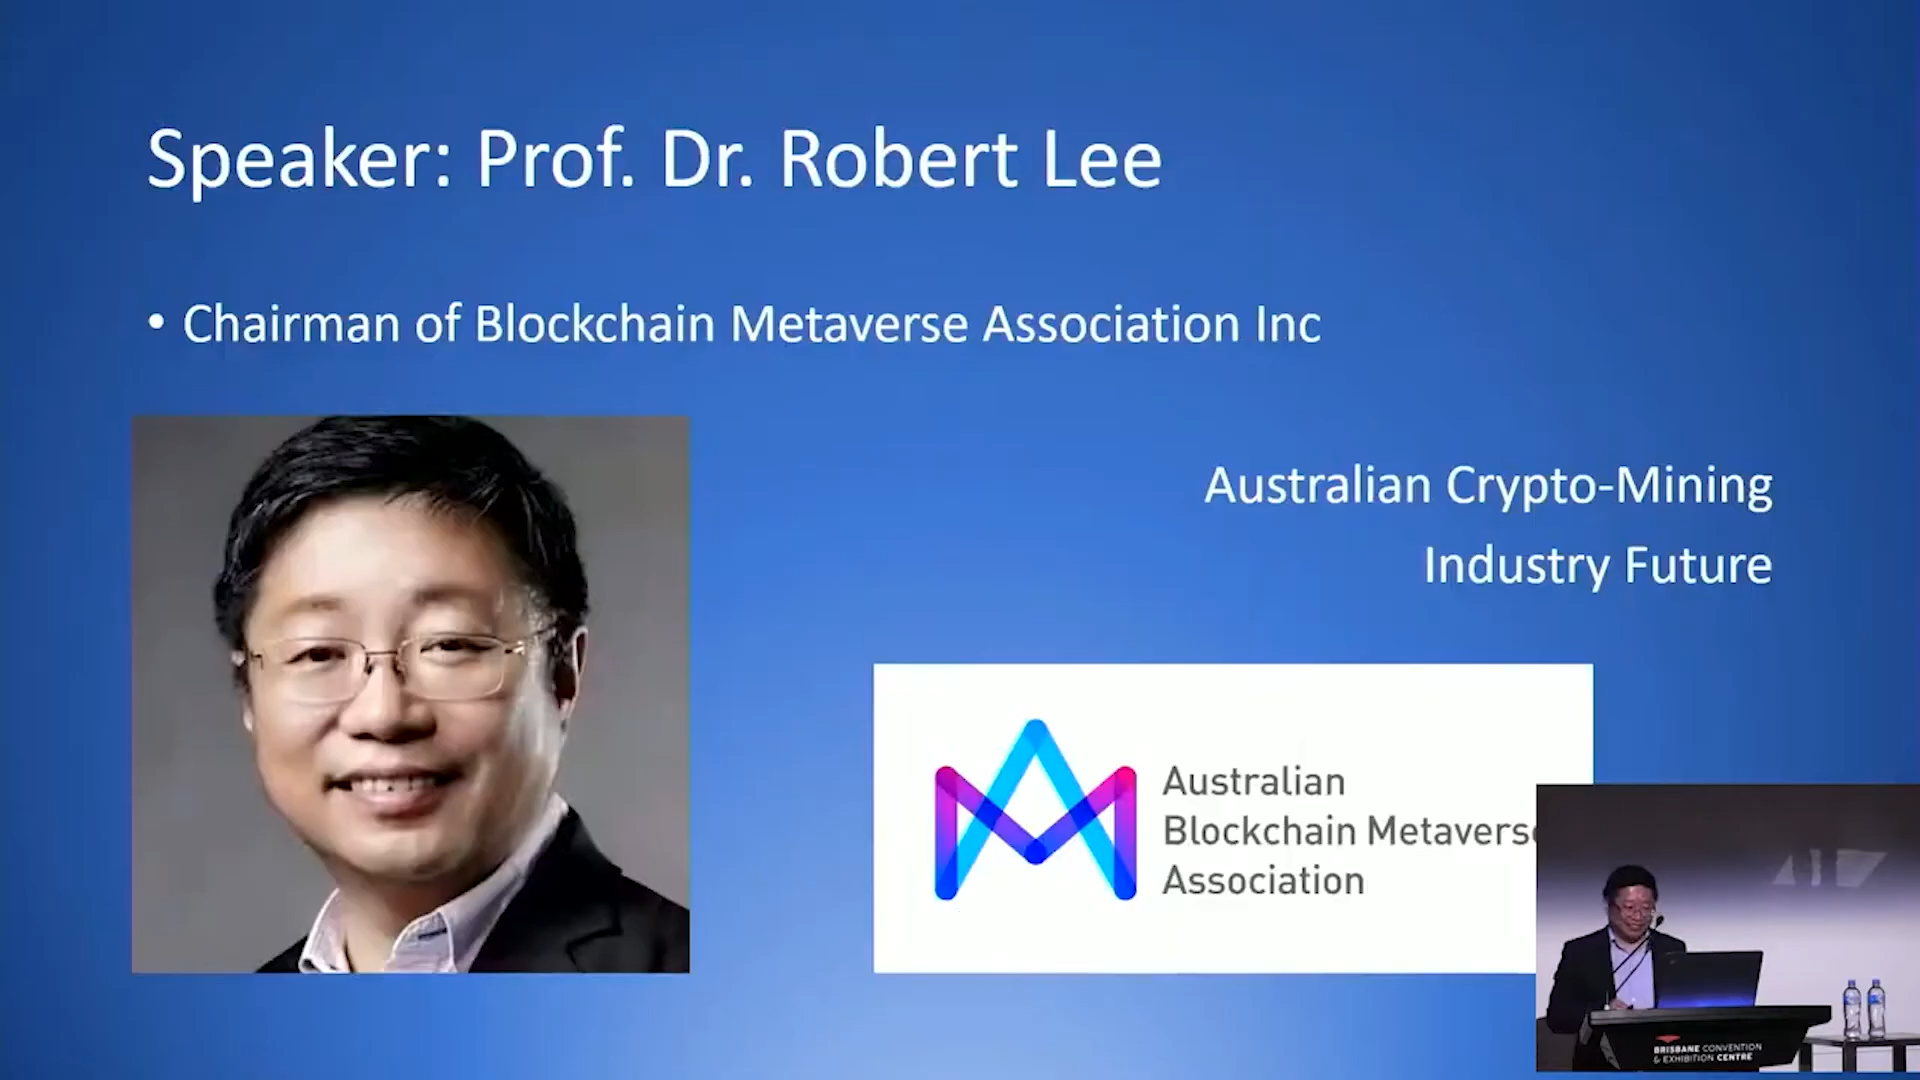 Speaker: Prof. Dr. Robert Lee
• Chairman of Blockchain Metaverse Association Inc
Australian Crypto-Mining
Industry Future
Australian
Blockchain Metaverse
Association
BRISBANE CONVENTION
& EXHIBITION CENTRE